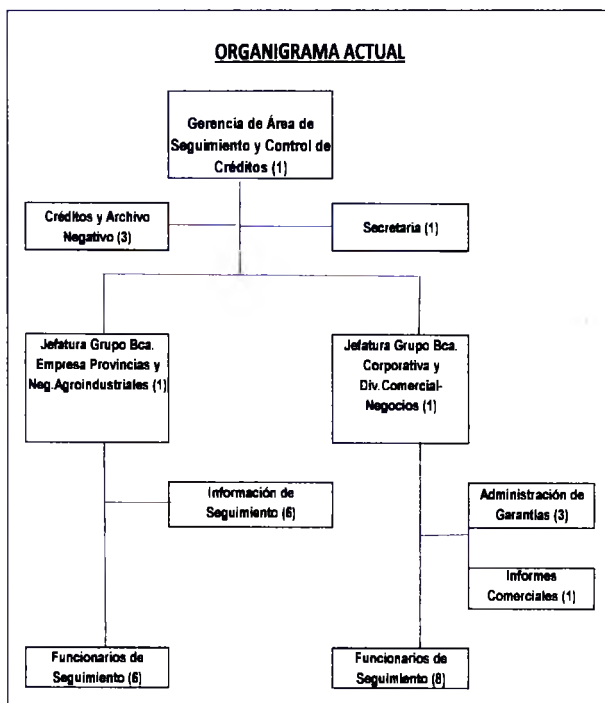 ORGANIGRAMA ACTUAL
Gerencia de Área de
Seguimiento y Control de
Créditos (1)
Créditos y Archivo
Negativo (3)
Secretaria (1)
Jefatura Grupo Bca.
Empresa Provincias y
Neg.Agroindustriales (1)
Jefatura Grupo Bca.
Corporativa y
Div.Comercial-
Negocios (1)
Información de
Seguimiento (6)
Administración de
Garantías (3)
Informes
Comerciales (1)
Funcionarios de
Seguimiento (6)
Funcionarios de
Seguimiento (8)